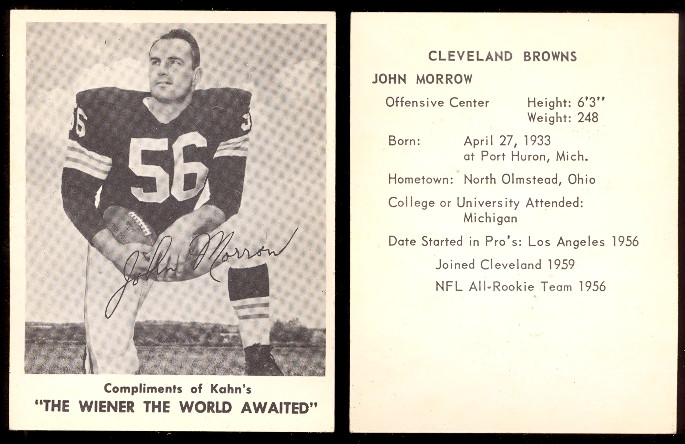 56
56
56
John Morrow
Compliments of Kahn's
"THE WIENER THE WORLD AWAITED"
CLEVELAND BROWNS
JOHN MORROW
Offensive Center Height: 6'3"
Weight: 248
Born: April 27, 1933
at Port Huron, Mich.
Hometown: North Olmstead, Ohio
College or University Attended:
Michigan
Date Started in Pro's: Los Angeles 1956
Joined Cleveland 1959
NFL All-Rookie Team 1956